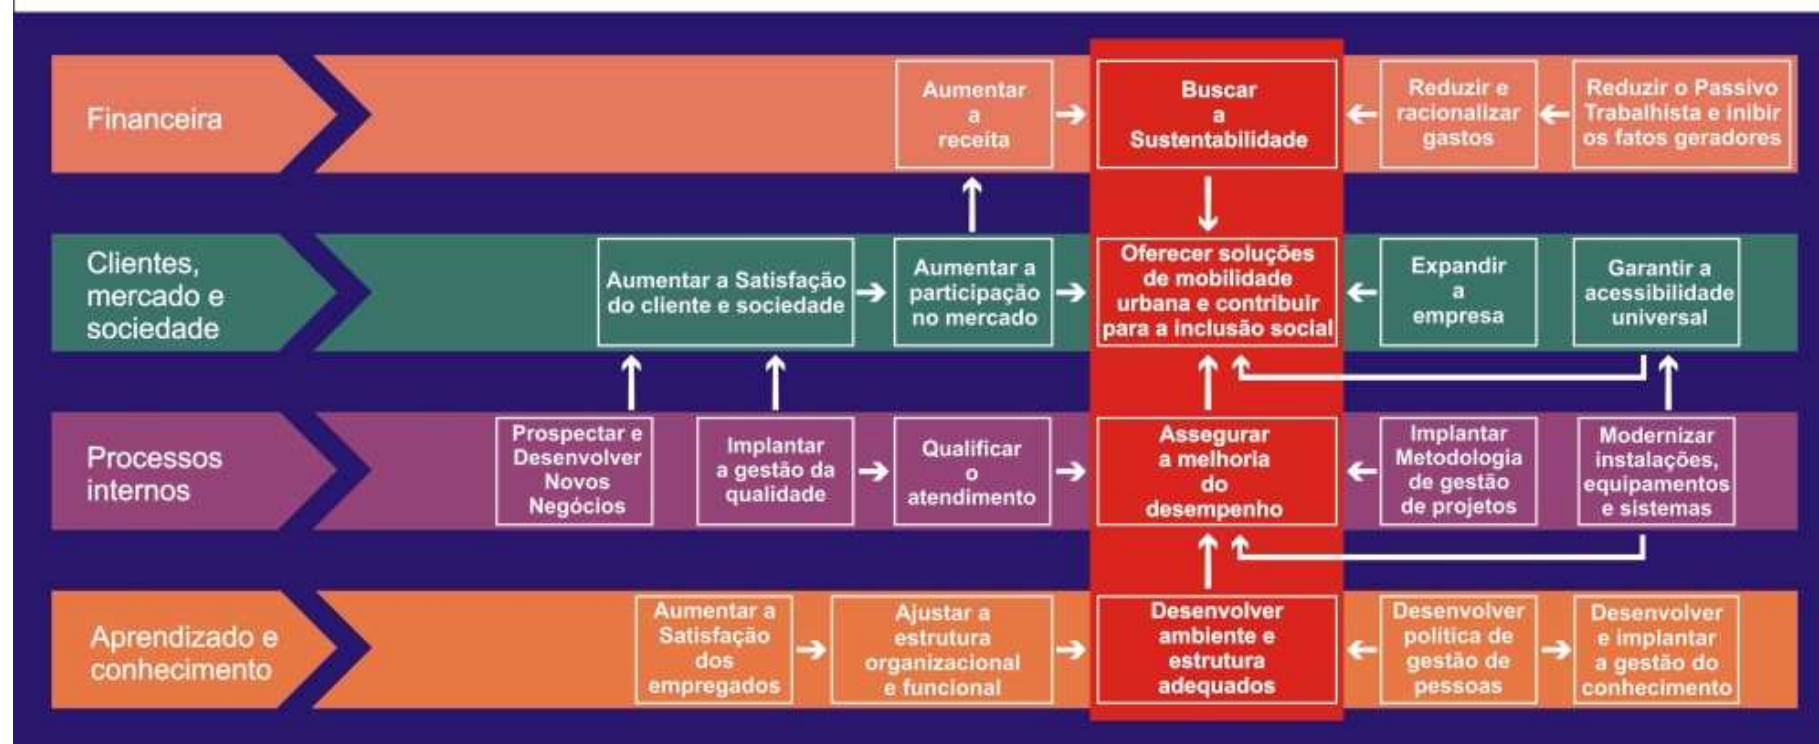 Financeira
Aumentar
a
receita
Buscar
a
Sustentabilidade
Reduzir e
racionalizar
gastos
Reduzir o Passivo
Trabalhista e inibir
os fatos geradores
Clientes,
mercado e
sociedade
Aumentar a Satisfação
do cliente e sociedade
Aumentar a
participação
no mercado
Oferecer soluções
de mobilidade
urbana e contribuir
para a inclusão social
Expandir
a
empresa
Garantir a
acessibilidade
universal
Processos
internos
Prospectar e
Desenvolver
Novos
Negócios
Implantar
a gestão da
qualidade
Qualificar
o
atendimento
Assegurar
a melhoria
do
desempenho
Implantar
Metodologia
de gestão
de projetos
Modernizar
instalações,
equipamentos
e sistemas
Aprendizado e
conhecimento
Aumentar a
Satisfação
dos
empregados
Ajustar a
estrutura
organizacional
e funcional
Desenvolver
ambiente e
estrutura
adequados
Desenvolver
política de
gestão de
pessoas
Desenvolver
e implantar
a gestão do
conhecimento